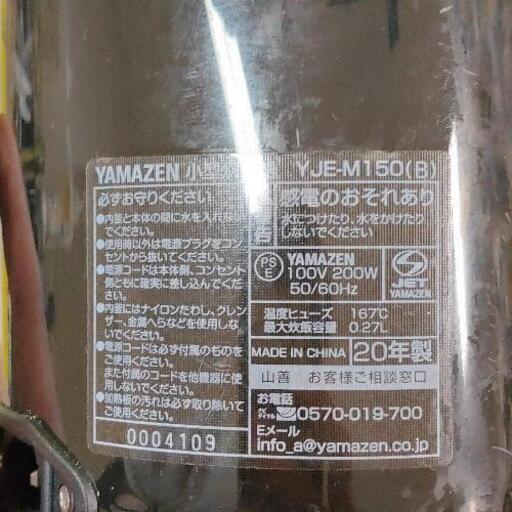 YAMAZEN 小型
YJE-M150(B)
必ずお守りください
●内釜と本体の間に水を入れない
でください。
●使用時以外は電源プラグをコン
セントから抜いてください。
●電源コードは本体側、コンセント
側ともに確実に差し込んでくだ
さい。
●内釜にはナイロンたわし、クレン
ザー、金属へらなどを使用しな
いでください。
●電源コードは必ず付属のものを
ご使用ください。
また付属のコードを他機器に使
用しないでください。
●加熱板の汚れは必ず取り除いて
ご使用ください。
0004109
告
感電のおそれあり
水につけたり、水をかけたり
しないでください
PS
E
YAMAZEN
100V 200W
50/60Hz
JET
YAMAZEN
温度ヒューズ 167℃
最大炊飯容量 0.27L
MADE IN CHINA
20年製
山善 お客様ご相談窓口
お電話
0570-019-700
Eメール
info_a@yamazen.co.jp